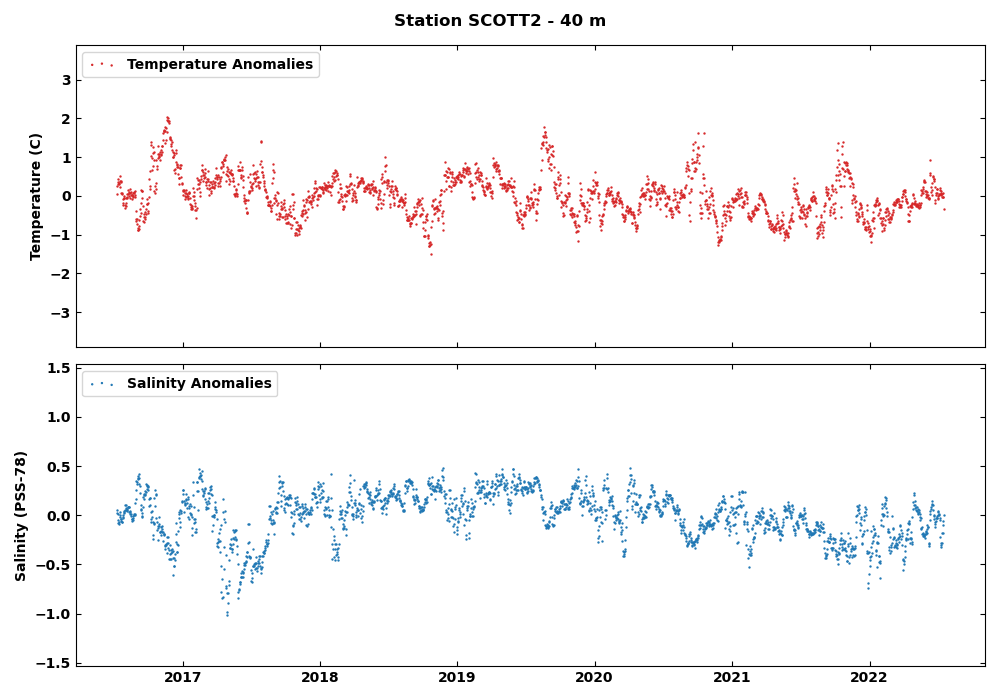 Station SCOTT2 - 40 m
Temperature Anomalies
Temperature (C)
3
2
1
0
−1
−2
−3
Salinity Anomalies
Salinity (PSS-78)
1.5
1.0
0.5
0.0
−0.5
−1.0
−1.5
2017 2018 2019 2020 2021 2022